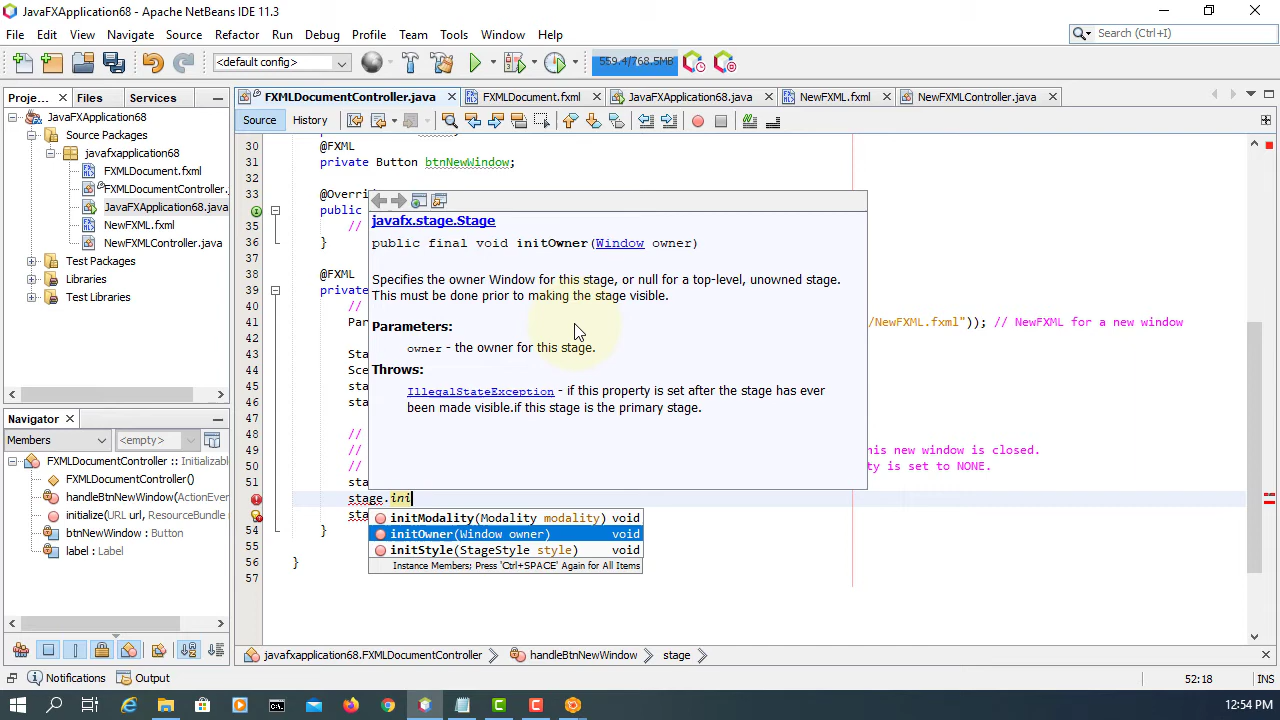 JavaFXApplication68 - Apache NetBeans IDE 11.3
File Edit View Navigate Source Refactor Run Debug Profile Team Tools Window Help
Search (Ctrl+I)
<default config>
559.4/768.5MB
Proje...
Files
Services
FXMLDocumentController.java
FXMLDocument.fxml
JavaFXApplication68.java
NewFXML.fxml
NewFXMLController.java
Source History
JavaFXApplication68
Source Packages
javafxapplication68
FXMLDocument.fxml
FXMLDocumentController.
JavaFXApplication68.java
NewFXML.fxml
NewFXMLController.java
Test Packages
Libraries
Test Libraries
Navigator
Members
<empty>
FXMLDocumentController :: Initializab
FXMLDocumentController()
handleBtnNewWindow(ActionEver
initialize(URL url, ResourceBundle
btnNewWindow : Button
label : Label
30 @FXML
31 private Button btnNewWindow;
32
33 @Overri
public
35 //
36 }
37
38 @FXML
39 private
40 //
41 Par /NewFXML.fxml")); // NewFXML for a new window
42
43 Sta
44 Sce
45 sta
46 sta
47
48 //
49 // his new window is closed.
50 // ty is set to NONE.
51 sta
stage.ini
sta
54 }
55
56 }
57
javafx.stage.Stage
public final void initOwner(Window owner)
Specifies the owner Window for this stage, or null for a top-level, unowned stage.
This must be done prior to making the stage visible.
Parameters:
owner - the owner for this stage.
Throws:
IllegalStateException - if this property is set after the stage has ever
been made visible.if this stage is the primary stage.
initModality(Modality modality) void
initOwner(Window owner) void
initStyle(StageStyle style) void
Instance Members; Press 'Ctrl+SPACE' Again for All Items
javafxapplication68.FXMLDocumentController
handleBtnNewWindow
stage
Notifications
Output
52:18
INS
12:54 PM